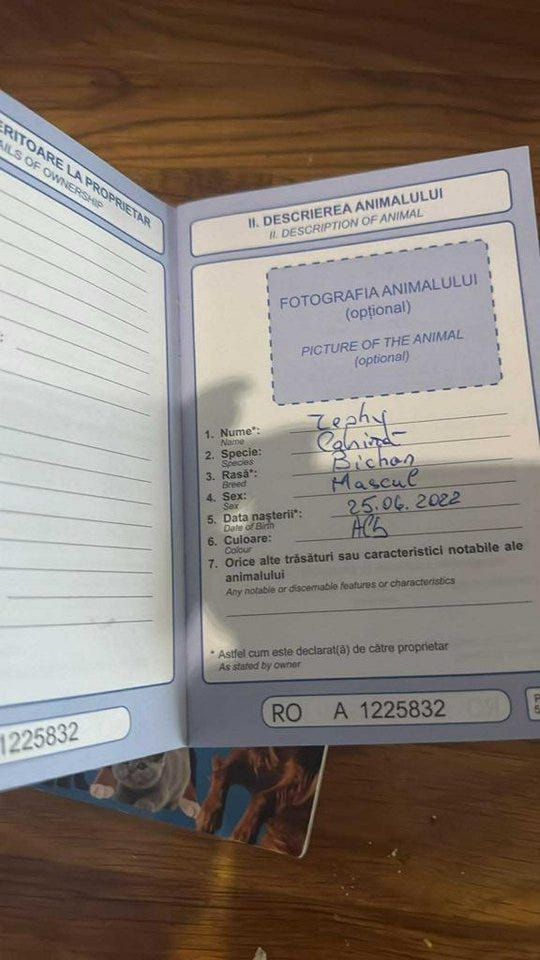 ERITOARE LA PROPRIETAR
AILS OF OWNERSHIP
:
1225832
II. DESCRIEREA ANIMALULUI
II. DESCRIPTION OF ANIMAL
FOTOGRAFIA ANIMALULUI
(opțional)
PICTURE OF THE ANIMAL
(optional)
1. Nume*: Zephy
Name
2. Specie: Canină
Species
3. Rasă*: Bichon
Breed
4. Sex: Mascul
Sex
5. Data nașterii*: 25.06.2022
Date of Birth
6. Culoare: Alb
Colour
7. Orice alte trăsături sau caracteristici notabile ale
animalului
Any notable or discernable features or characteristics
* Astfel cum este declarat(ă) de către proprietar
As stated by owner
RO A 1225832